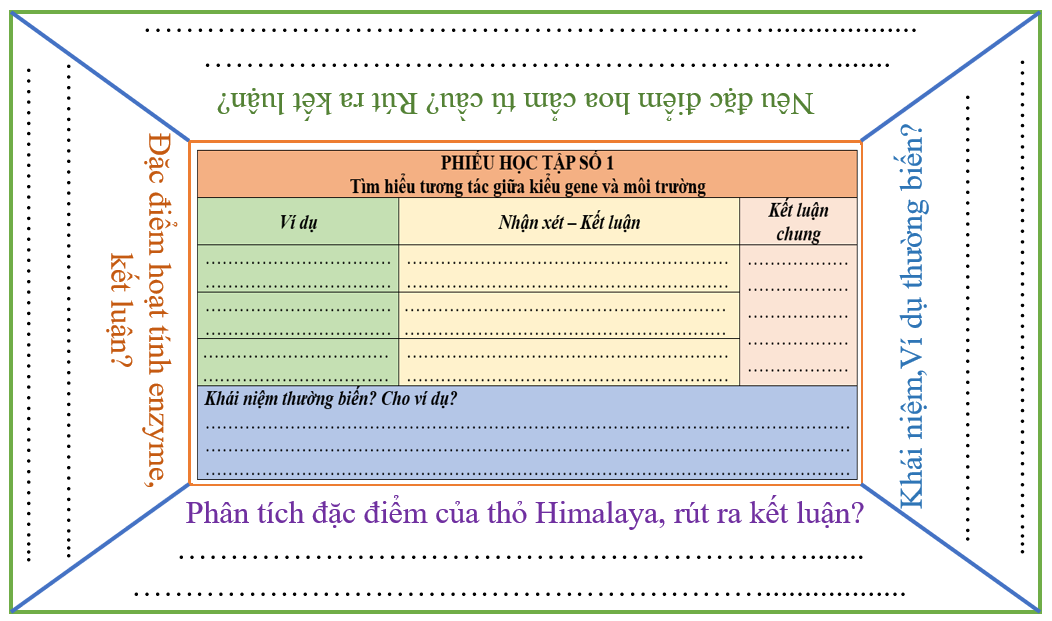 Nêu đặc điểm hoa cẩm tú cầu? Rút ra kết luận?
Đặc điểm hoạt tính enzyme,
kết luận?
PHIẾU HỌC TẬP SỐ 1
Tìm hiểu tương tác giữa kiểu gene và môi trường
Ví dụ
Nhận xét – Kết luận
Kết luận
chung
Khái niệm thường biến? Cho ví dụ?
Khái niệm,Ví dụ thường biến?
Phân tích đặc điểm của thỏ Himalaya, rút ra kết luận?